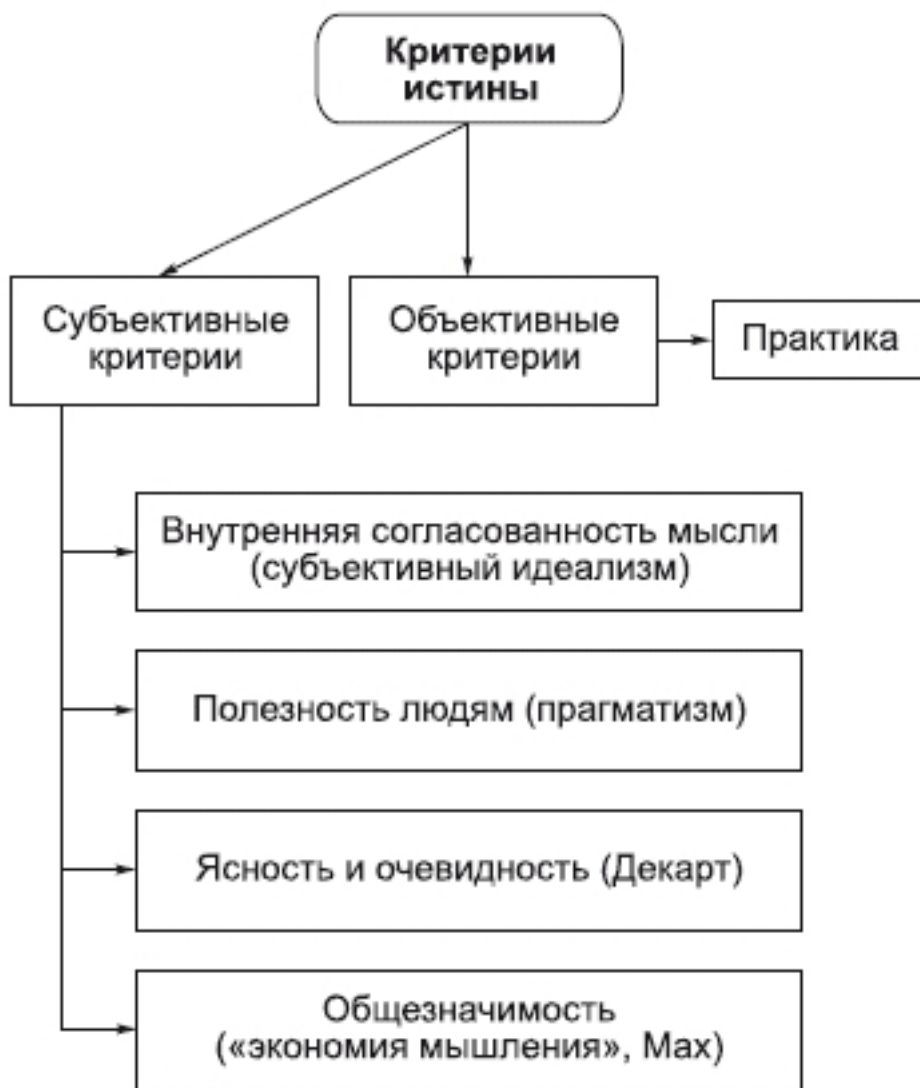 Критерии
истины
Субъективные
критерии
Объективные
критерии
Практика
Внутренняя согласованность мысли
(субъективный идеализм)
Полезность людям (прагматизм)
Ясность и очевидность (Декарт)
Общезначимость
(«экономия мышления», Мах)